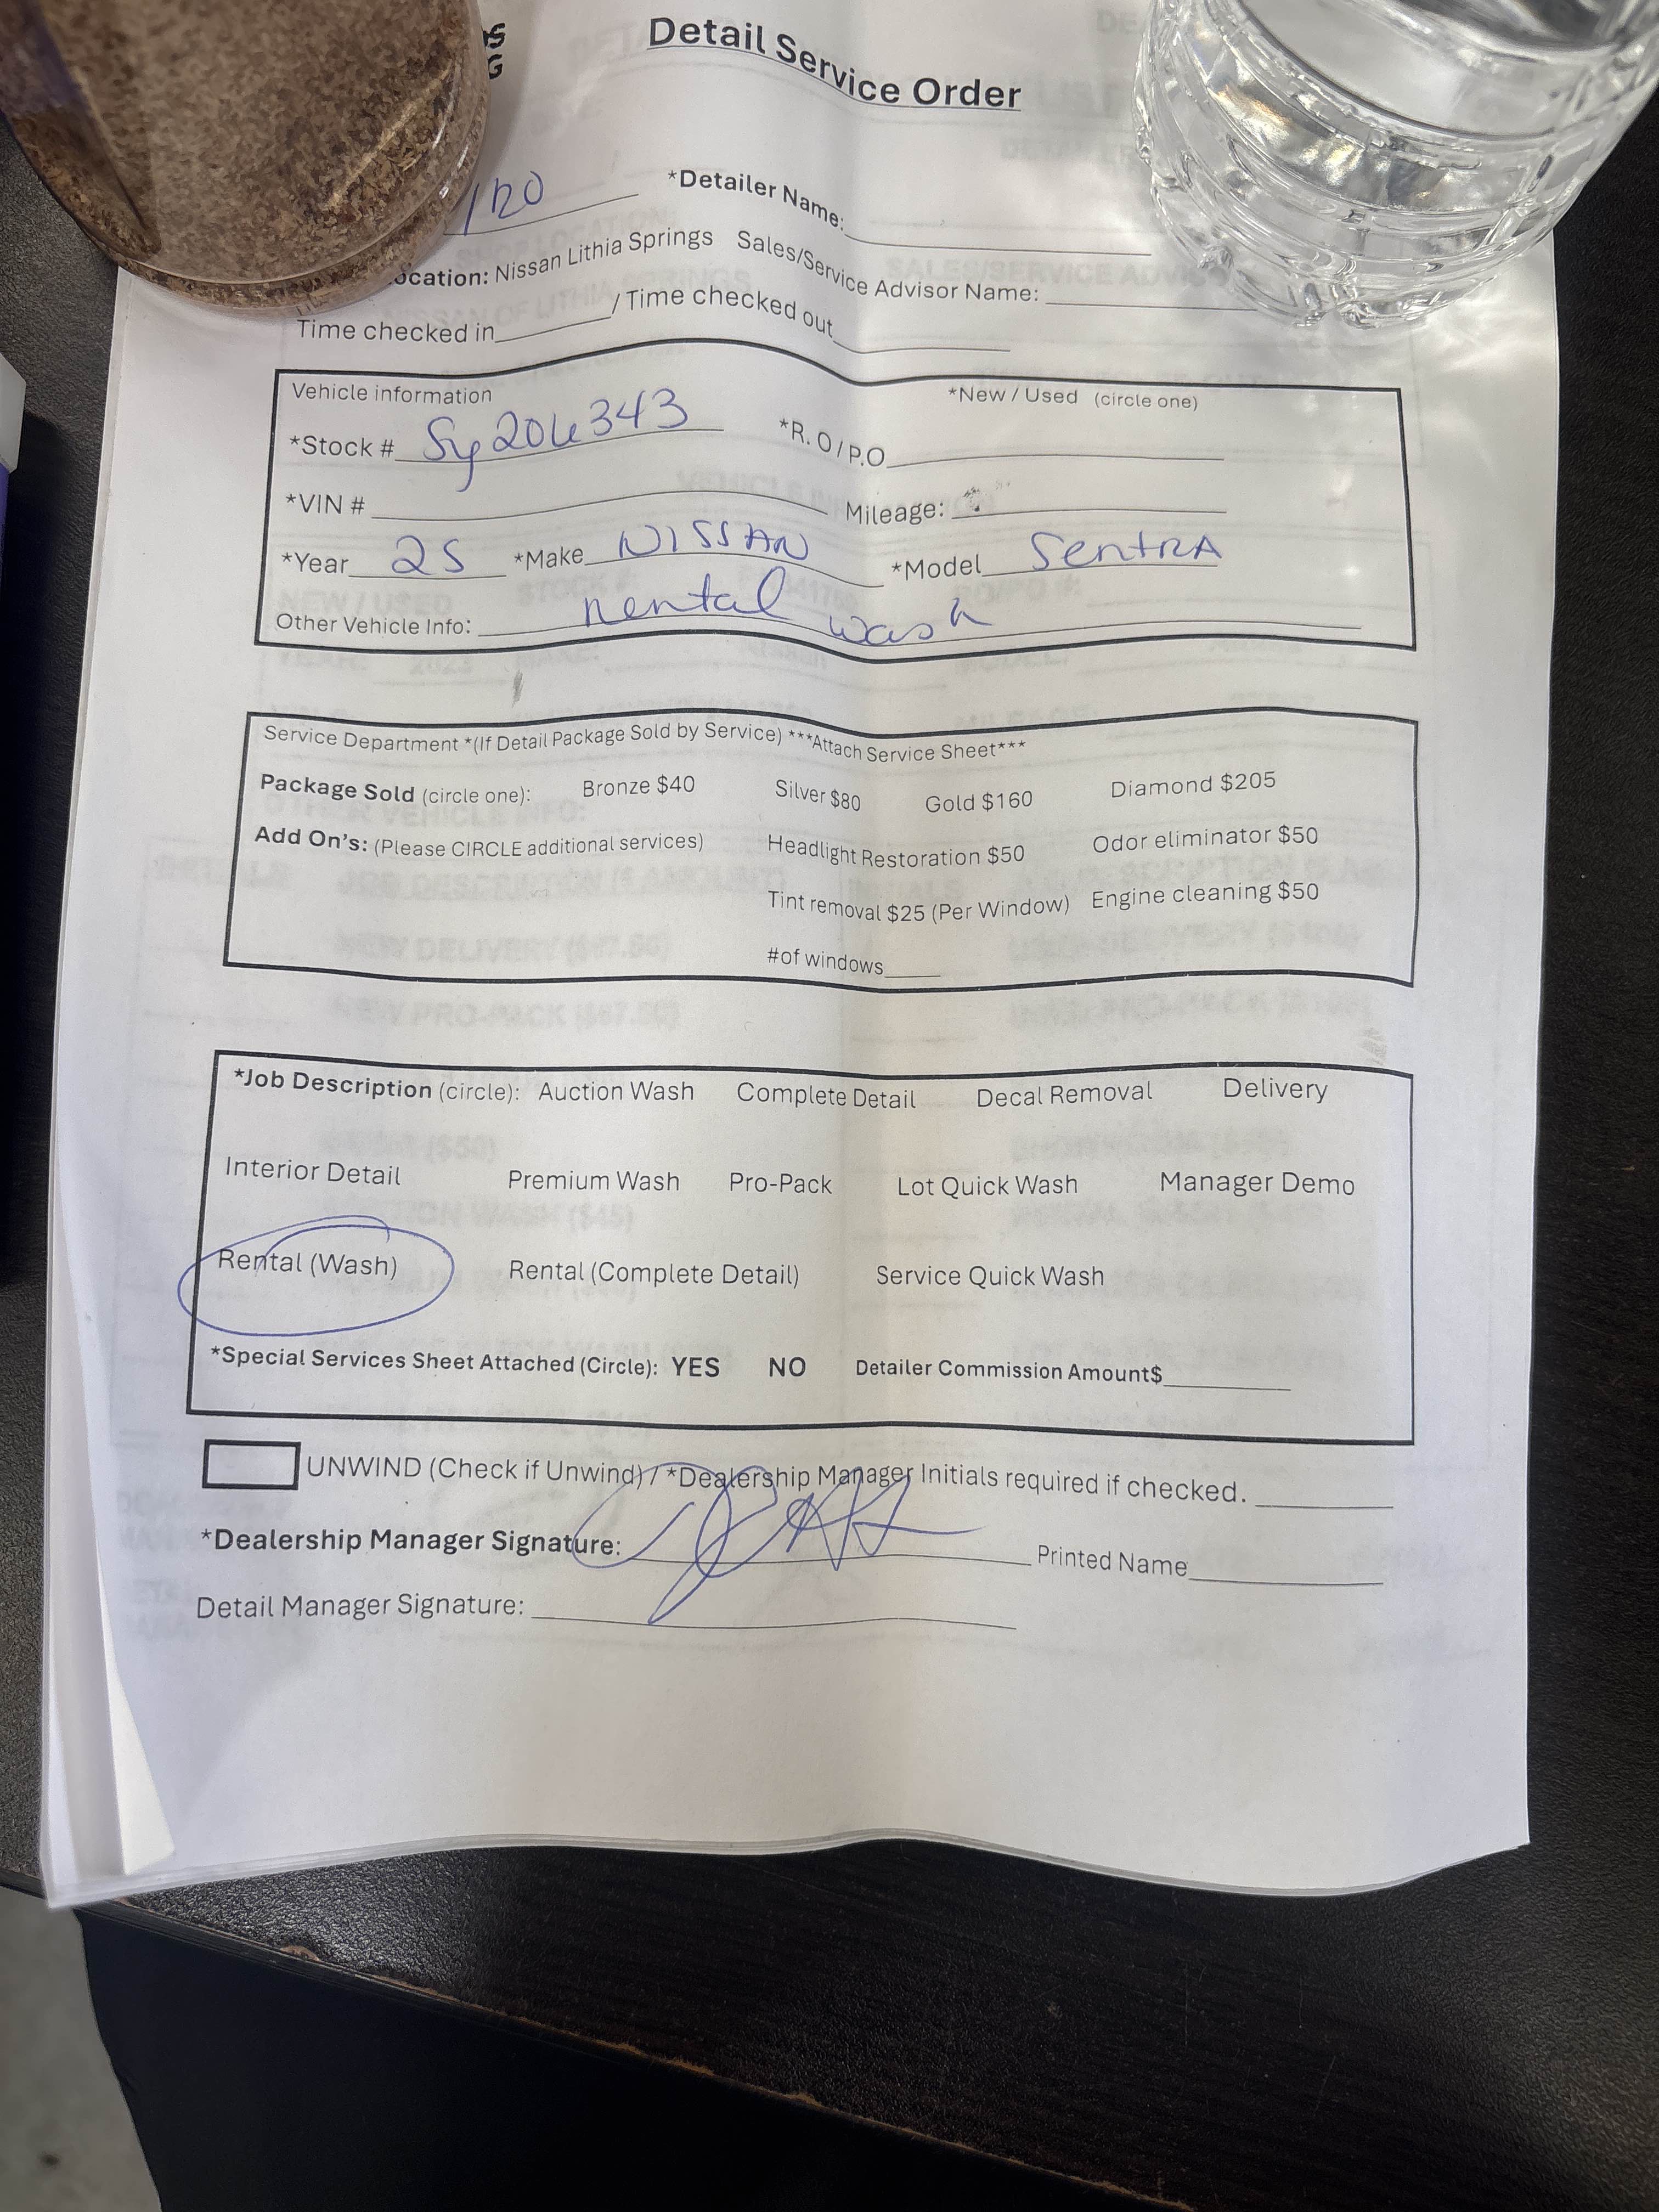 Detail Service Order
/120 *Detailer Name:
ocation: Nissan Lithia Springs Sales/Service Advisor Name:
Time checked in / Time checked out
Vehicle information *New / Used (circle one)
*Stock # Sy206343 *R.O/P.O
*VIN # Mileage:
*Year 25 *Make NISSAN *Model SentRA
Other Vehicle Info: rental wash
Service Department *(If Detail Package Sold by Service) ***Attach Service Sheet***
Package Sold (circle one): Bronze $40 Silver $80 Gold $160 Diamond $205
Add On's: (Please CIRCLE additional services) Headlight Restoration $50 Odor eliminator $50
Tint removal $25 (Per Window) Engine cleaning $50
#of windows
*Job Description (circle): Auction Wash Complete Detail Decal Removal Delivery
Interior Detail Premium Wash Pro-Pack Lot Quick Wash Manager Demo
Rental (Wash) Rental (Complete Detail) Service Quick Wash
*Special Services Sheet Attached (Circle): YES NO Detailer Commission Amount$
UNWIND (Check if Unwind) / *Dealership Manager Initials required if checked.
*Dealership Manager Signature: Printed Name
Detail Manager Signature: